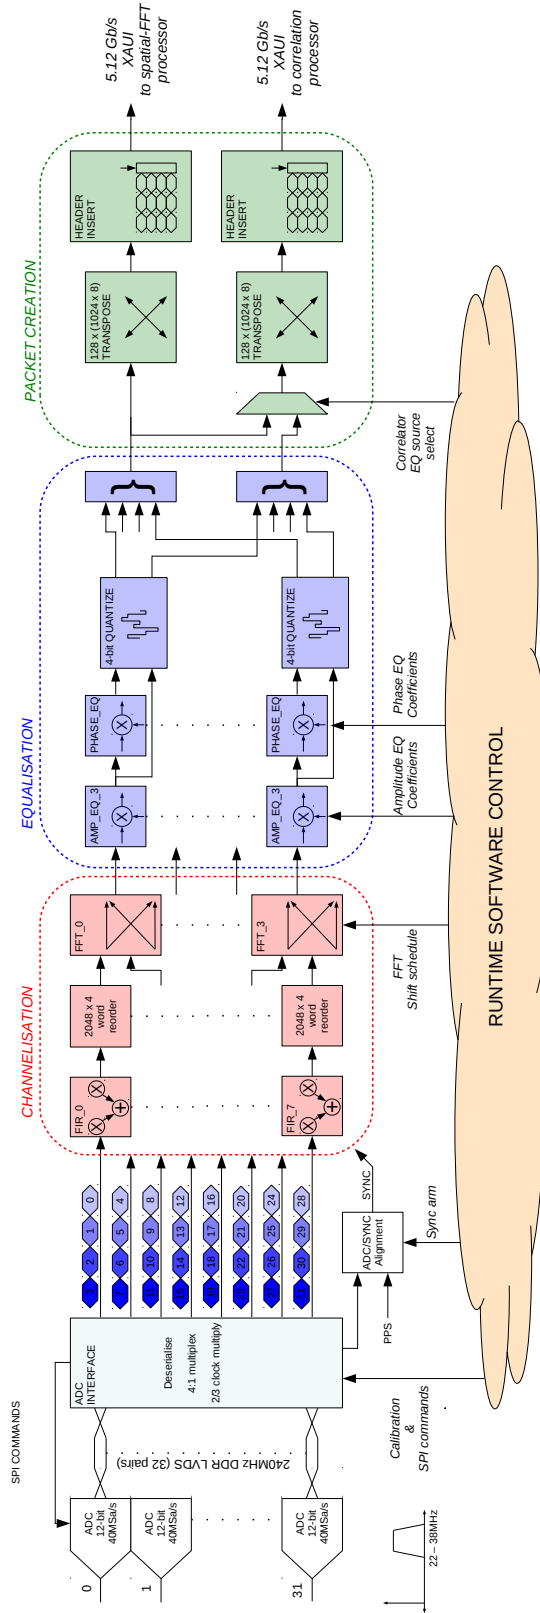 SPI COMMANDS
0
1
31
ADC
12-bit
40MSa/s
ADC
12-bit
40MSa/s
ADC
12-bit
40MSa/s
240MHz DDR LVDS (32 pairs)
22 – 38MHz
ADC
INTERFACE
Deserialise
4:1 multiplex
2/3 clock multiply
Calibration
&
SPI commands
3 2 1 0
7 6 5 4
11 10 9 8
15 14 13 12
19 18 17 16
23 22 21 20
27 26 25 24
31 30 29 28
PPS
ADC/SYNC
Alignment
SYNC
Sync arm
CHANNELISATION
FIR_0
X
X
+
FIR_7
X
X
+
2048 x 4
word
reorder
2048 x 4
word
reorder
FFT_0
FFT_3
FFT
Shift schedule
EQUALISATION
AMP_EQ_3
X
AMP_EQ_3
X
Amplitude EQ
Coefficients
PHASE_EQ
X
PHASE_EQ
X
Phase EQ
Coefficients
4-bit QUANTIZE
4-bit QUANTIZE
}
}
PACKET CREATION
Correlator
EQ source
select
128 x (1024 x 8)
TRANSPOSE
128 x (1024 x 8)
TRANSPOSE
HEADER
INSERT
HEADER
INSERT
5.12 Gb/s
XAUI
to spatial-FFT
processor
5.12 Gb/s
XAUI
to correlation
processor
RUNTIME SOFTWARE CONTROL